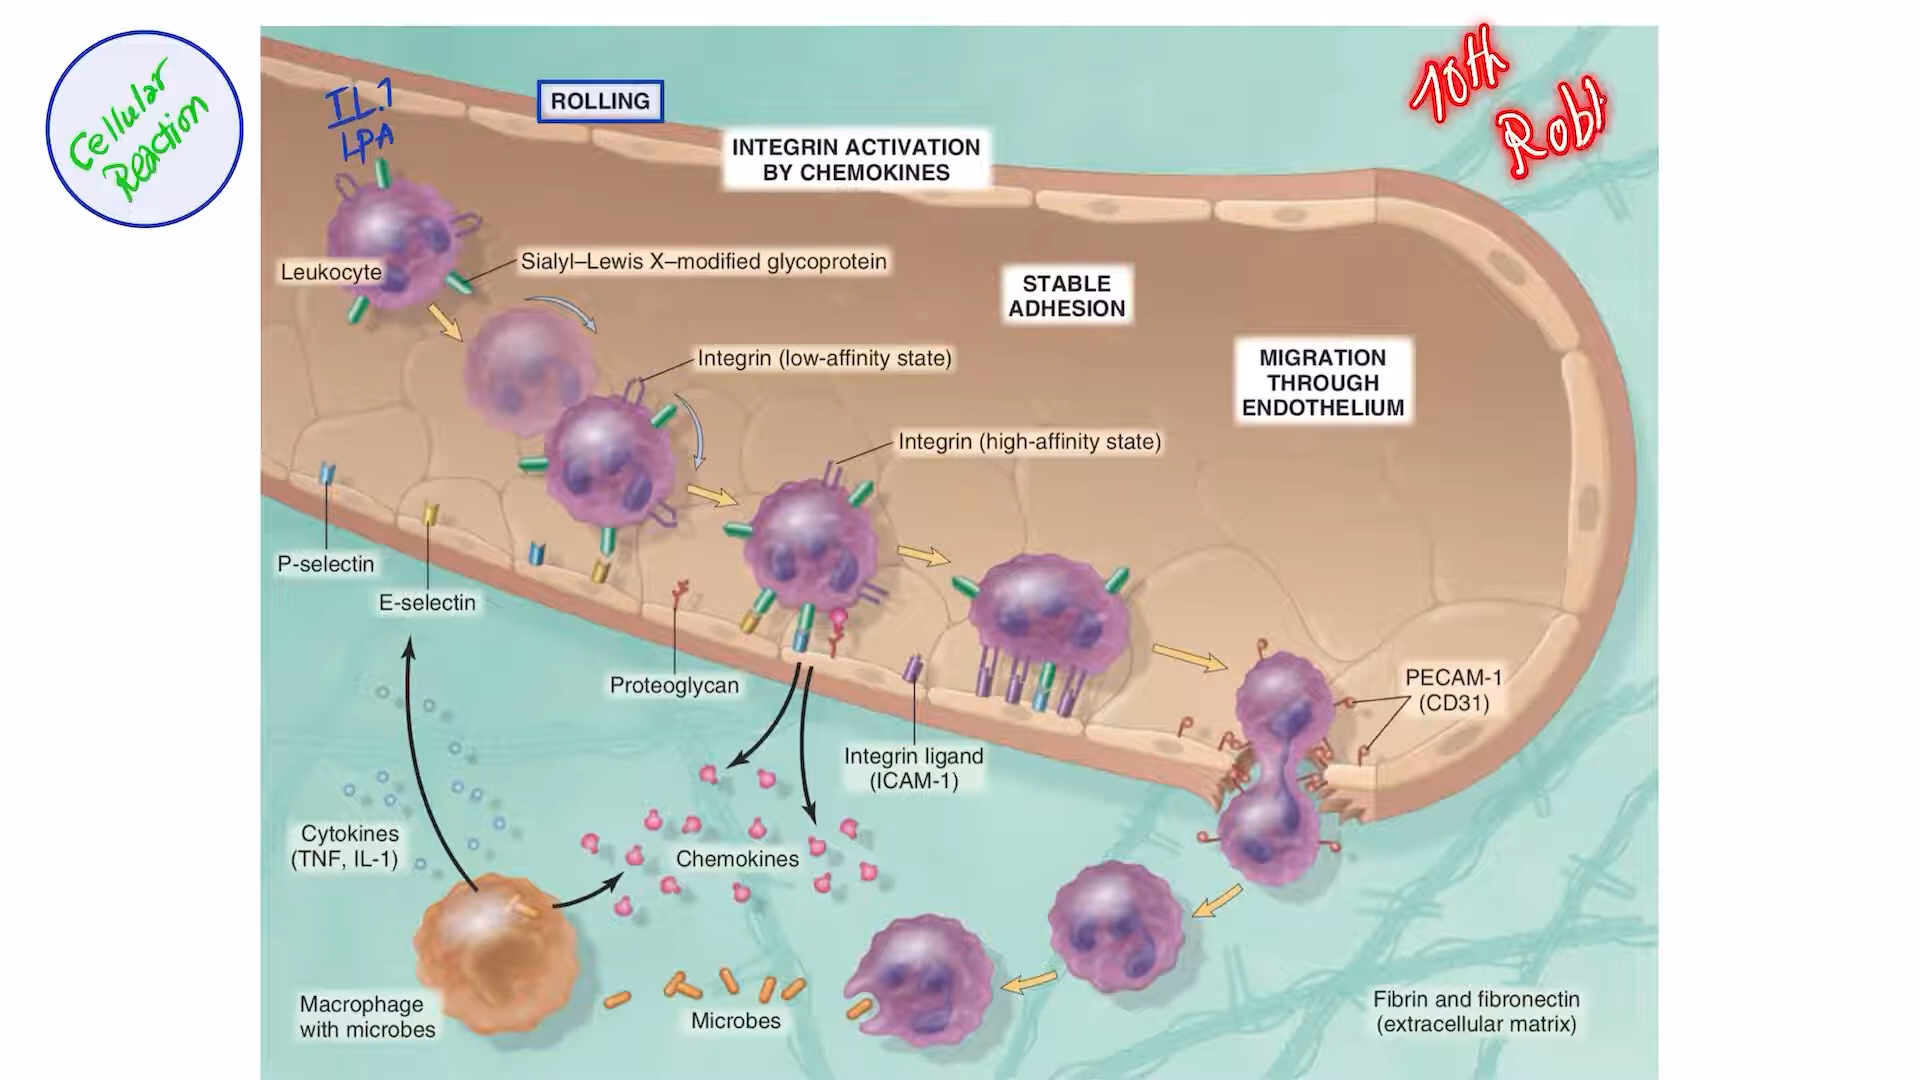 Cellular
Reaction
IL.1
LPA
ROLLING
INTEGRIN ACTIVATION
BY CHEMOKINES
10th
Robl
Leukocyte
Sialyl–Lewis X–modified glycoprotein
STABLE
ADHESION
Integrin (low-affinity state)
MIGRATION
THROUGH
ENDOTHELIUM
Integrin (high-affinity state)
P-selectin
E-selectin
Proteoglycan
PECAM-1
(CD31)
Integrin ligand
(ICAM-1)
Cytokines
(TNF, IL-1)
Chemokines
Macrophage
with microbes
Microbes
Fibrin and fibronectin
(extracellular matrix)